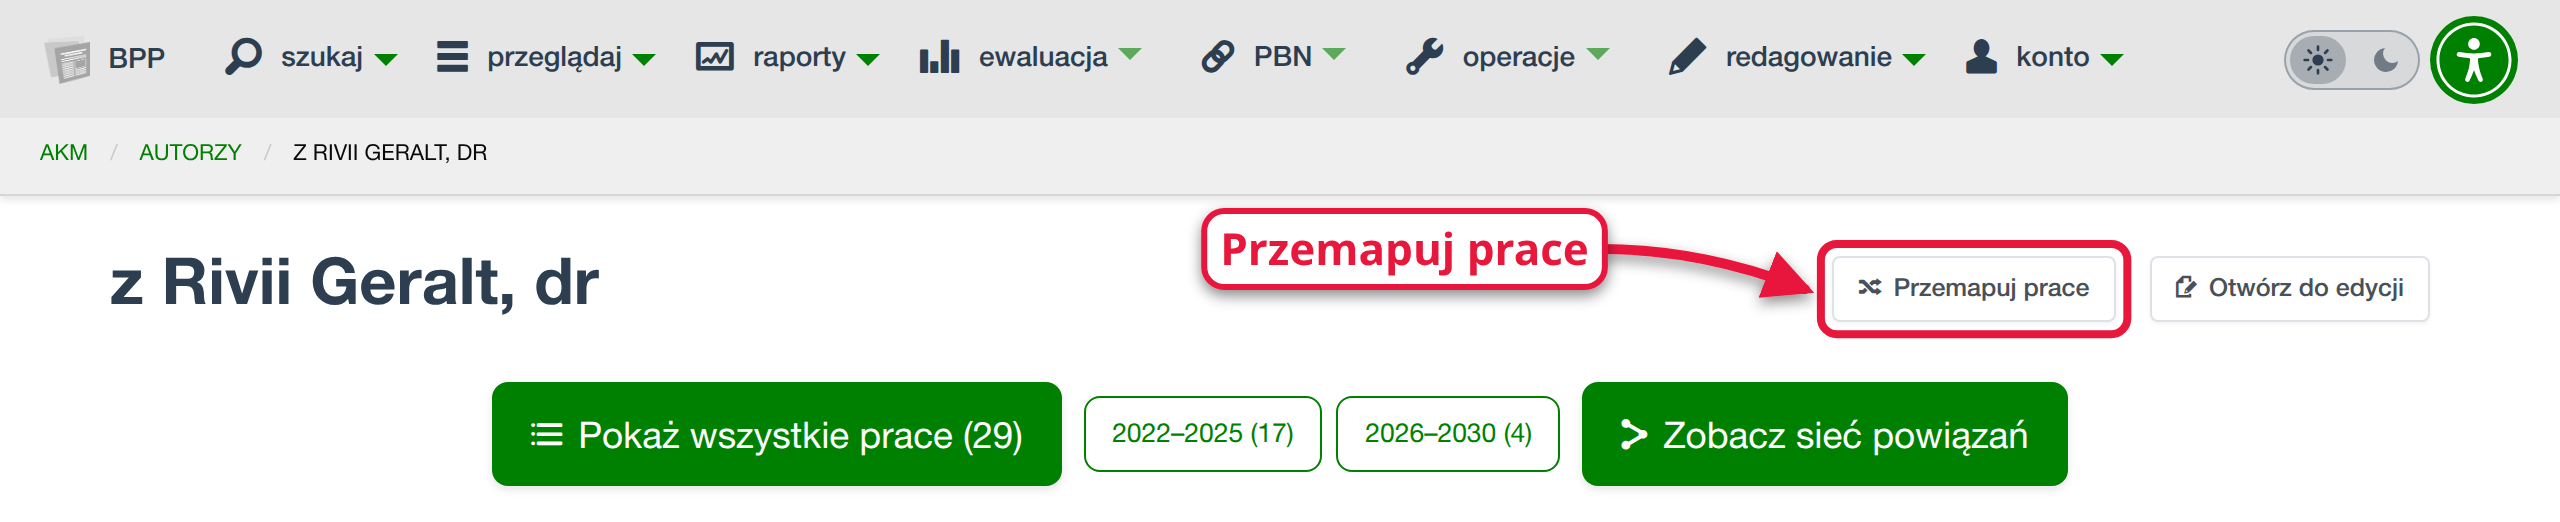 BPP szukaj przeglądaj raporty ewaluacja PBN operacje redagowanie konto
AKM / AUTORZY / Z RIVII GERALT, DR
Przemapuj prace
z Rivii Geralt, dr
Przemapuj prace
Otwórz do edycji
Pokaż wszystkie prace (29)
2022–2025 (17)
2026–2030 (4)
Zobacz sieć powiązań